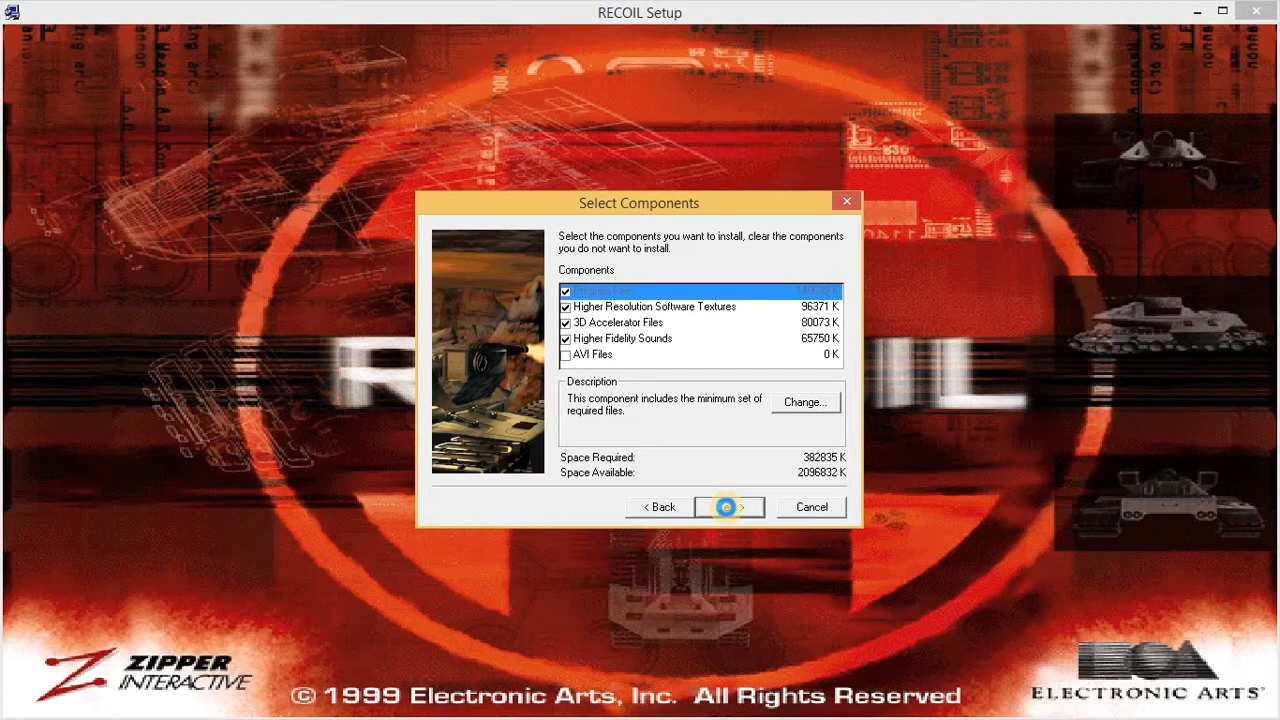 RECOIL Setup
Select Components
Select the components you want to install, clear the components
you do not want to install.
Components
Program Files
Higher Resolution Software Textures 96371 K
3D Accelerator Files 80073 K
Higher Fidelity Sounds 65750 K
AVI Files 0 K
Description
This component includes the minimum set of
required files.
Change...
Space Required: 382835 K
Space Available: 2096832 K
< Back
>
Cancel
ZIPPER
INTERACTIVE
© 1999 Electronic Arts, Inc. All Rights Reserved
ELECTRONIC ARTS